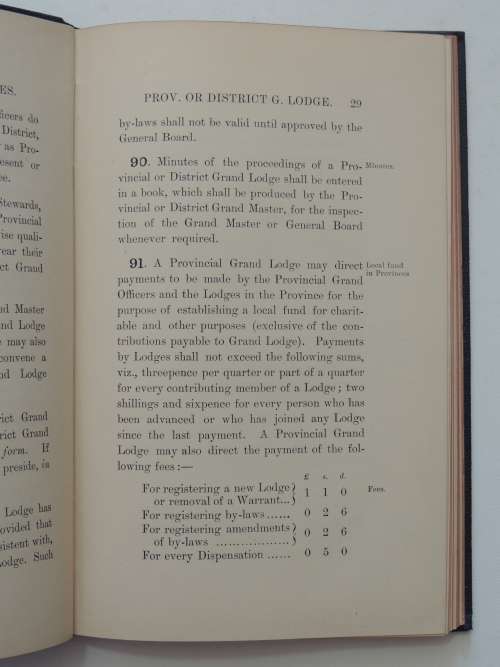 ES.
ficers do
District,
as Pro-
esent or
ee.
Stewards,
Provincial
ise quali-
ear their
ct Grand
nd Master
nd Lodge
may also
convene a
nd Lodge
rict Grand
rict Grand
form. If
preside, in
Lodge has
ovided that
sistent with,
Lodge. Such
PROV. OR DISTRICT G. LODGE. 29
by-laws shall not be valid until approved by the
General Board.
90. Minutes of the proceedings of a Pro- Minutes.
vincial or District Grand Lodge shall be entered
in a book, which shall be produced by the Pro-
vincial or District Grand Master, for the inspec-
tion of the Grand Master or General Board
whenever required.
91. A Provincial Grand Lodge may direct Local fund
payments to be made by the Provincial Grand in Provinces
Officers and the Lodges in the Province for the
purpose of establishing a local fund for charit-
able and other purposes (exclusive of the con-
tributions payable to Grand Lodge). Payments
by Lodges shall not exceed the following sums,
viz., threepence per quarter or part of a quarter
for every contributing member of a Lodge; two
shillings and sixpence for every person who has
been advanced or who has joined any Lodge
since the last payment. A Provincial Grand
Lodge may also direct the payment of the fol-
lowing fees:—
£ s. d.
For registering a new Lodge } 1 1 0 Fees.
or removal of a Warrant... }
For registering by-laws...... 0 2 6
For registering amendments } 0 2 6
of by-laws .................. }
For every Dispensation ...... 0 5 0